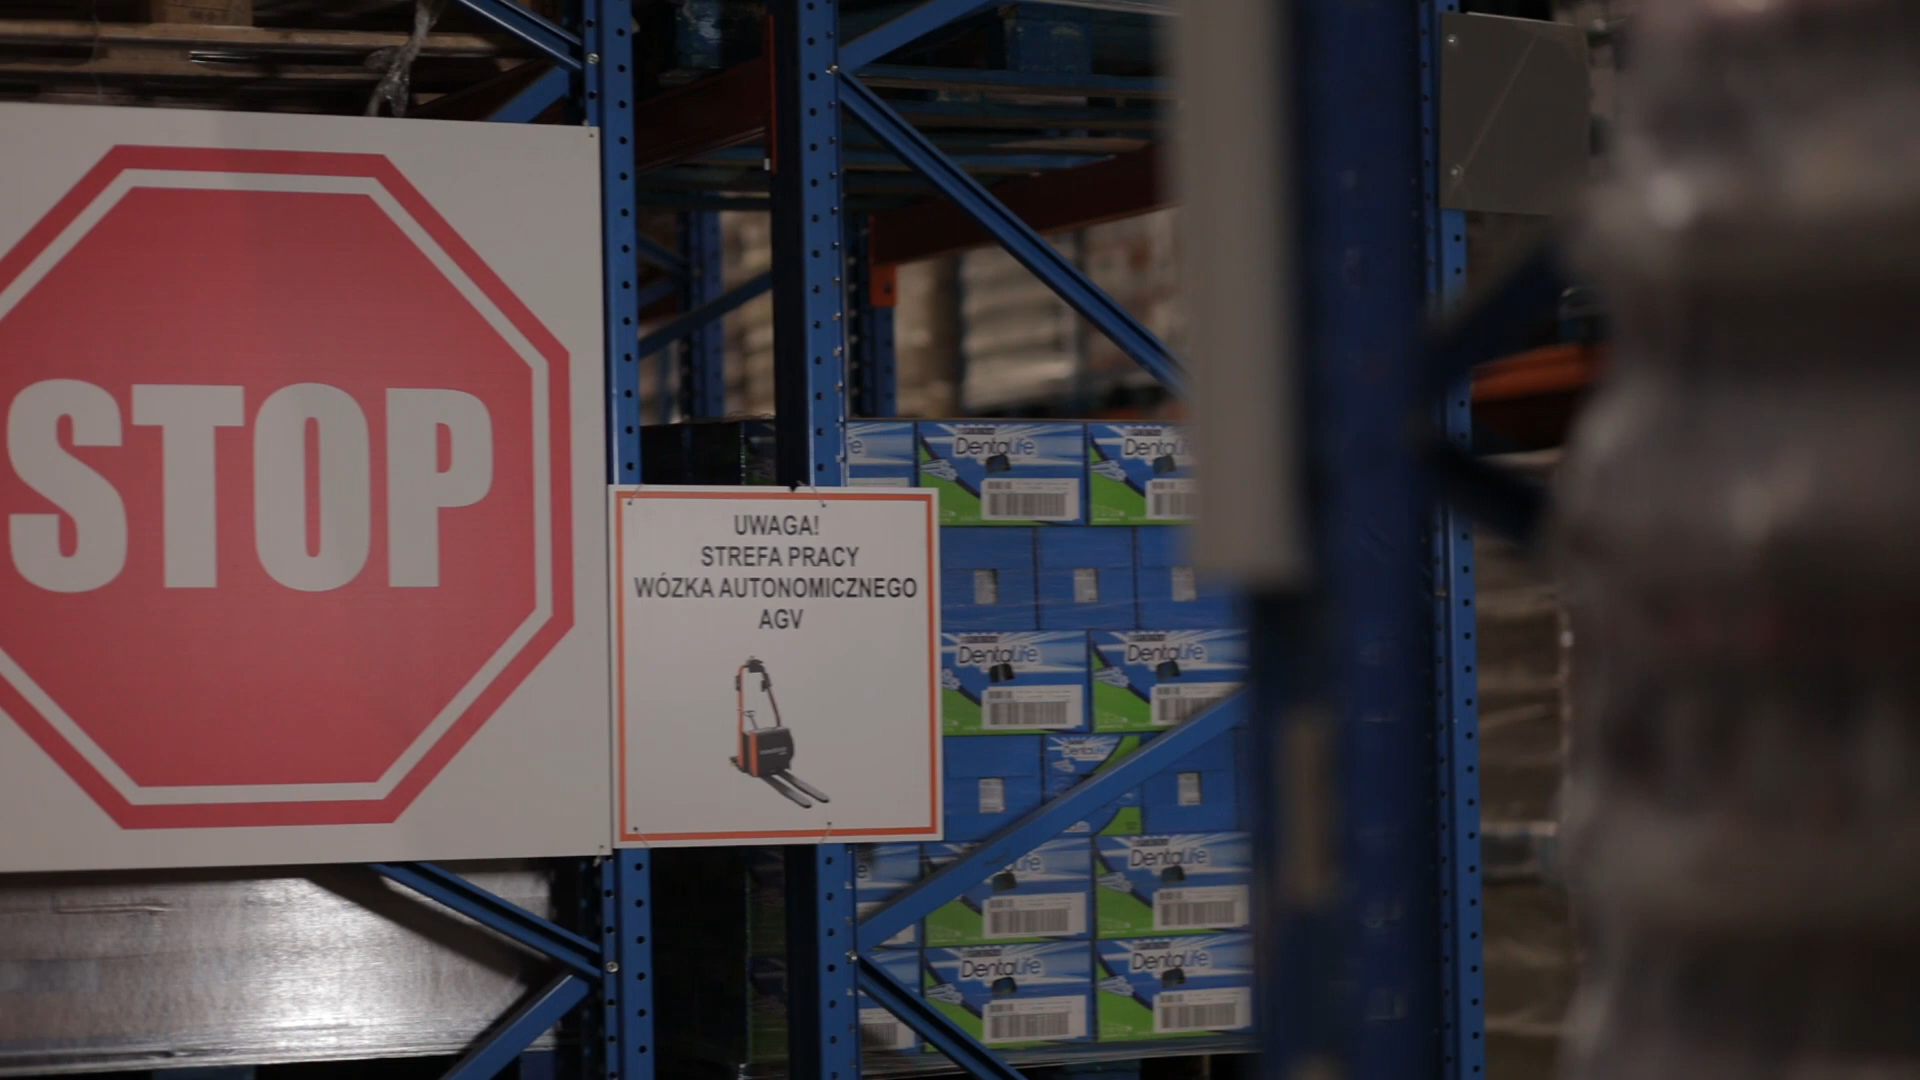 STOP
UWAGA!
STREFA PRACY
WÓZKA AUTONOMICZNEGO
AGV
DentaLife
DentaLife
DentaLife
DentaLife
DentaLife
DentaLife
DentaLife
DentaLife